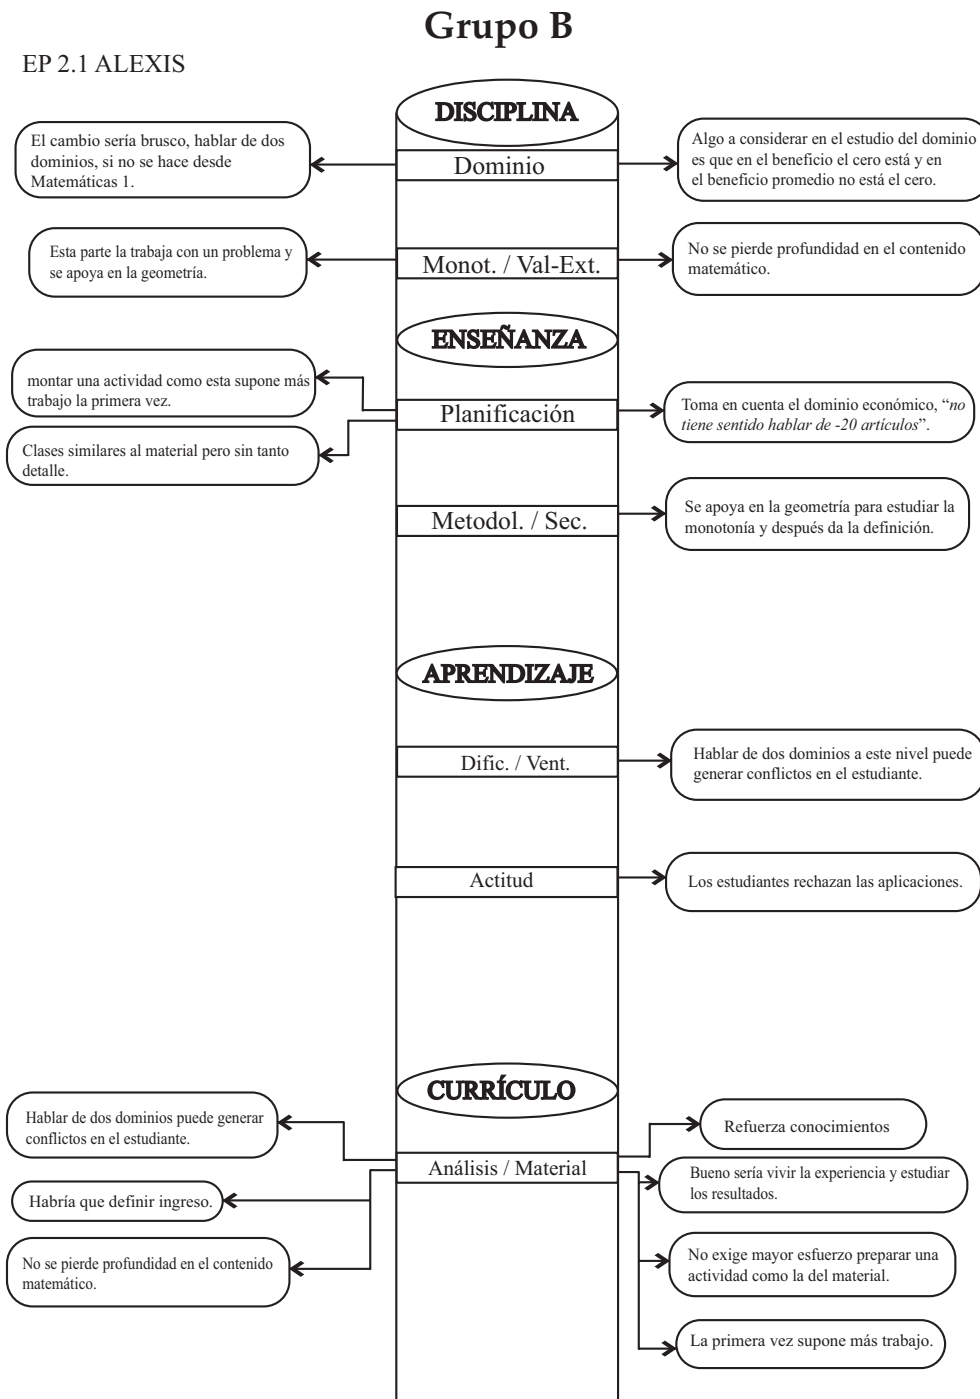 Grupo B
EP 2.1 ALEXIS
DISCIPLINA
El cambio sería brusco, hablar de dos
dominios, si no se hace desde
Matemáticas 1.
Dominio
Algo a considerar en el estudio del dominio
es que en el beneficio el cero está y en
el beneficio promedio no está el cero.
Esta parte la trabaja con un problema y
se apoya en la geometría.
Monot. / Val-Ext.
No se pierde profundidad en el contenido
matemático.
ENSEÑANZA
montar una actividad como esta supone más
trabajo la primera vez.
Clases similares al material pero sin tanto
detalle.
Planificación
Toma en cuenta el dominio económico, “no
tiene sentido hablar de -20 artículos”.
Metodol. / Sec.
Se apoya en la geometría para estudiar la
monotonía y después da la definición.
APRENDIZAJE
Dific. / Vent.
Hablar de dos dominios a este nivel puede
generar conflictos en el estudiante.
Actitud
Los estudiantes rechazan las aplicaciones.
CURRÍCULO
Hablar de dos dominios puede generar
conflictos en el estudiante.
Habría que definir ingreso.
No se pierde profundidad en el contenido
matemático.
Análisis / Material
Refuerza conocimientos
Bueno sería vivir la experiencia y estudiar
los resultados.
No exige mayor esfuerzo preparar una
actividad como la del material.
La primera vez supone más trabajo.